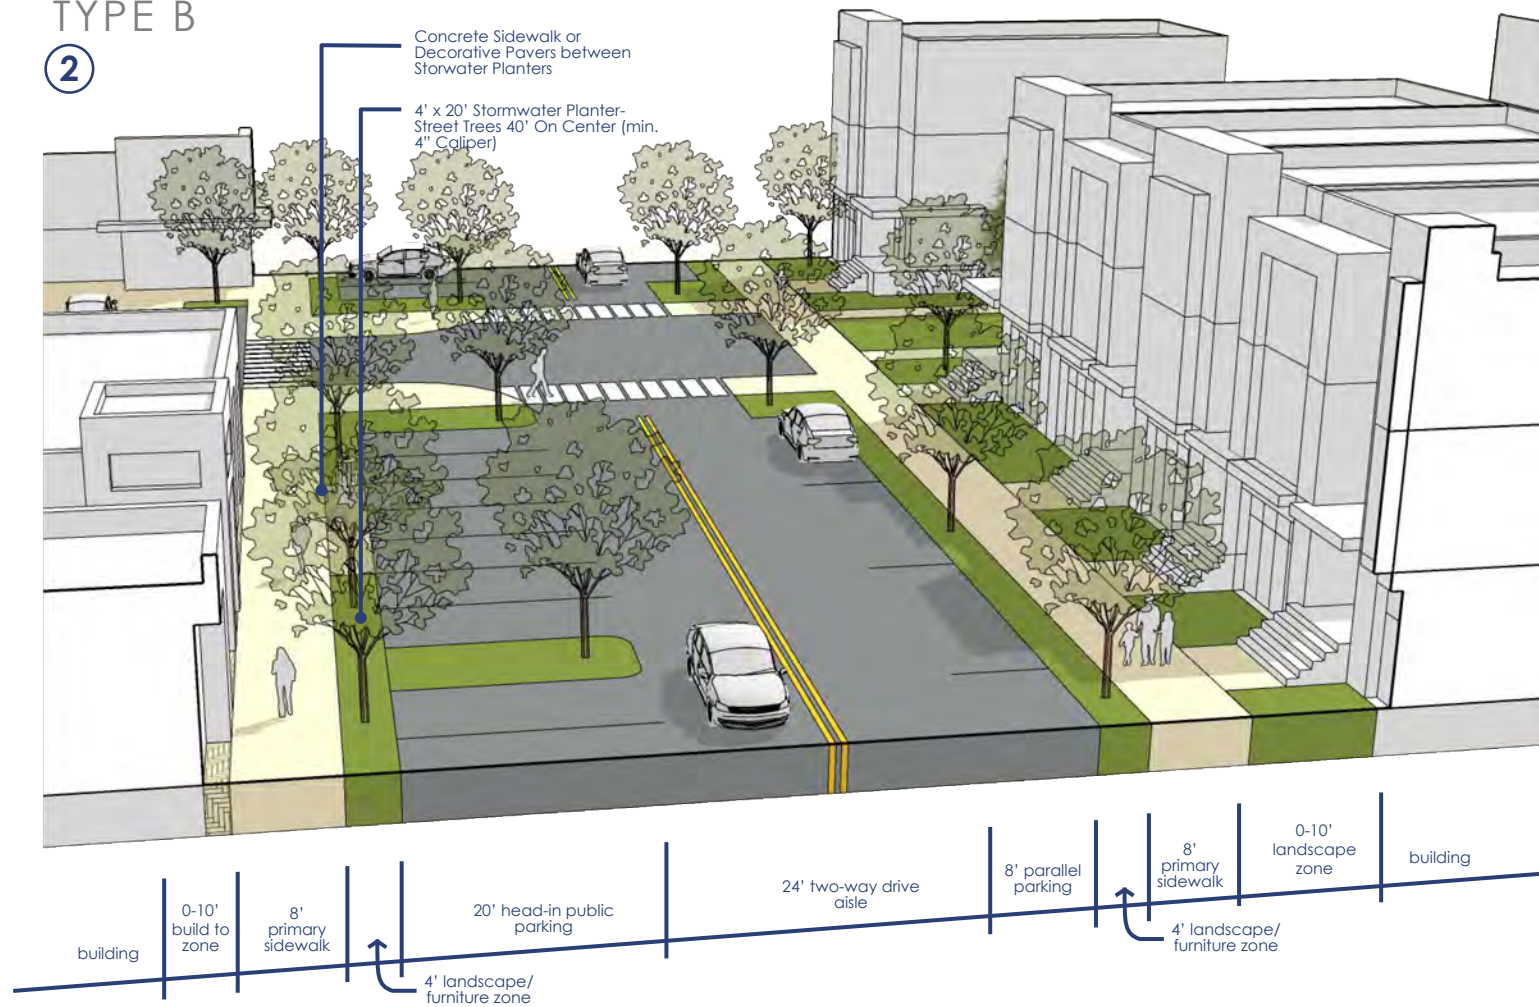 TYPE B
2
Concrete Sidewalk or
Decorative Pavers between
Storwater Planters
4' x 20' Stormwater Planter-
Street Trees 40' On Center (min.
4" Caliper)
building
0-10'
build to
zone
8'
primary
sidewalk
4' landscape/
furniture zone
20' head-in public
parking
24' two-way drive
aisle
8' parallel
parking
4' landscape/
furniture zone
8'
primary
sidewalk
0-10'
landscape
zone
building